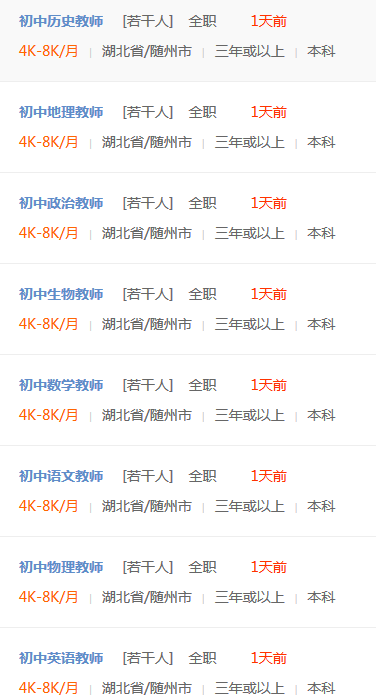 初中历史教师 [若干人] 全职 1天前
4K-8K/月 | 湖北省/随州市 | 三年或以上 | 本科
初中地理教师 [若干人] 全职 1天前
4K-8K/月 | 湖北省/随州市 | 三年或以上 | 本科
初中政治教师 [若干人] 全职 1天前
4K-8K/月 | 湖北省/随州市 | 三年或以上 | 本科
初中生物教师 [若干人] 全职 1天前
4K-8K/月 | 湖北省/随州市 | 三年或以上 | 本科
初中数学教师 [若干人] 全职 1天前
4K-8K/月 | 湖北省/随州市 | 三年或以上 | 本科
初中语文教师 [若干人] 全职 1天前
4K-8K/月 | 湖北省/随州市 | 三年或以上 | 本科
初中物理教师 [若干人] 全职 1天前
4K-8K/月 | 湖北省/随州市 | 三年或以上 | 本科
初中英语教师 [若干人] 全职 1天前
4K-8K/月 | 湖北省/随州市 | 三年或以上 | 本科